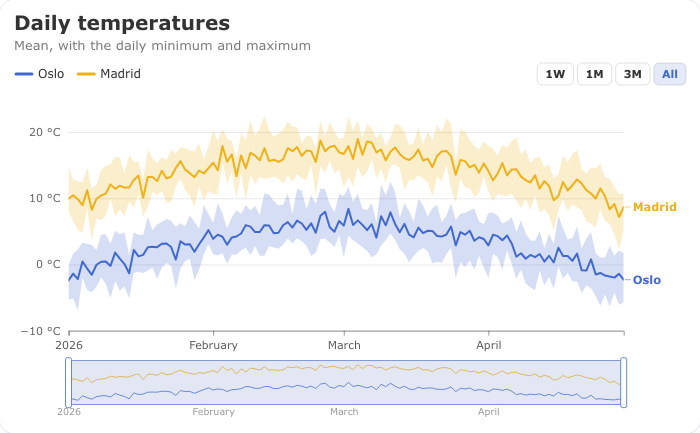 Daily temperatures
Mean, with the daily minimum and maximum
Oslo Madrid 1W 1M 3M All
20 °C
10 °C
Madrid
0 °C
Oslo
−10 °C
2026 February March April
2026 February March April